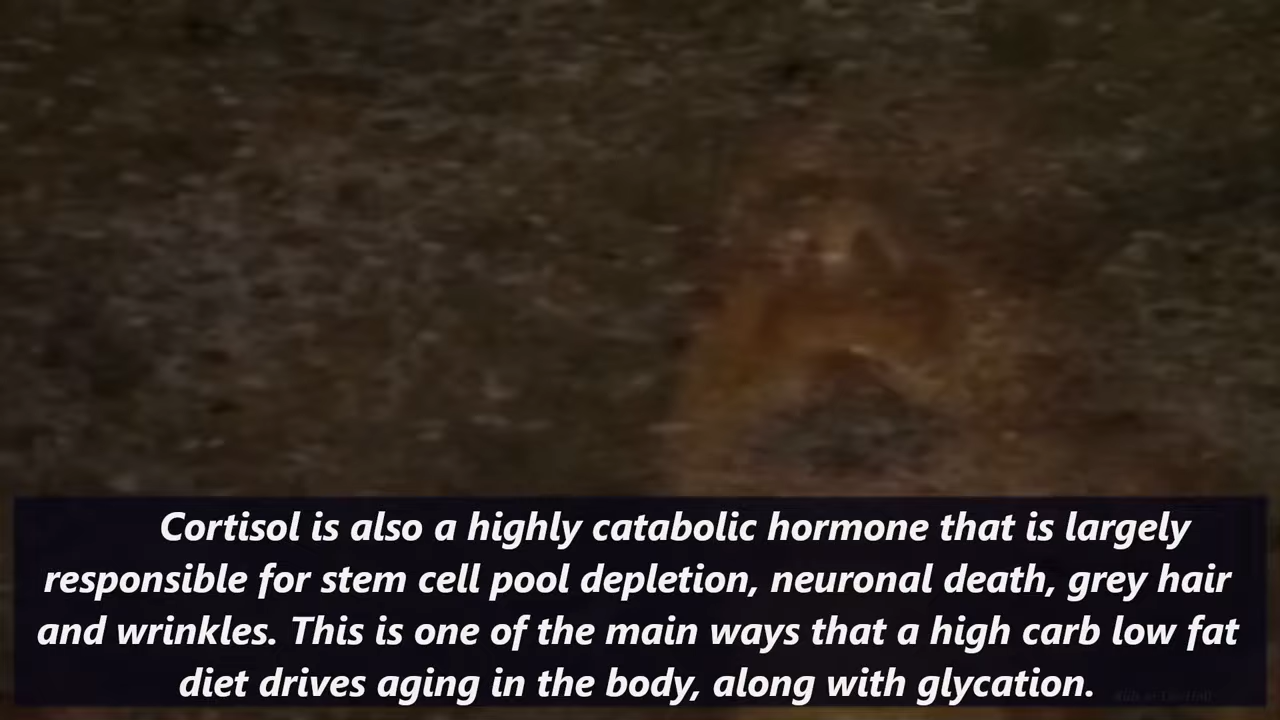 Cortisol is also a highly catabolic hormone that is largely
responsible for stem cell pool depletion, neuronal death, grey hair
and wrinkles. This is one of the main ways that a high carb low fat
diet drives aging in the body, along with glycation.